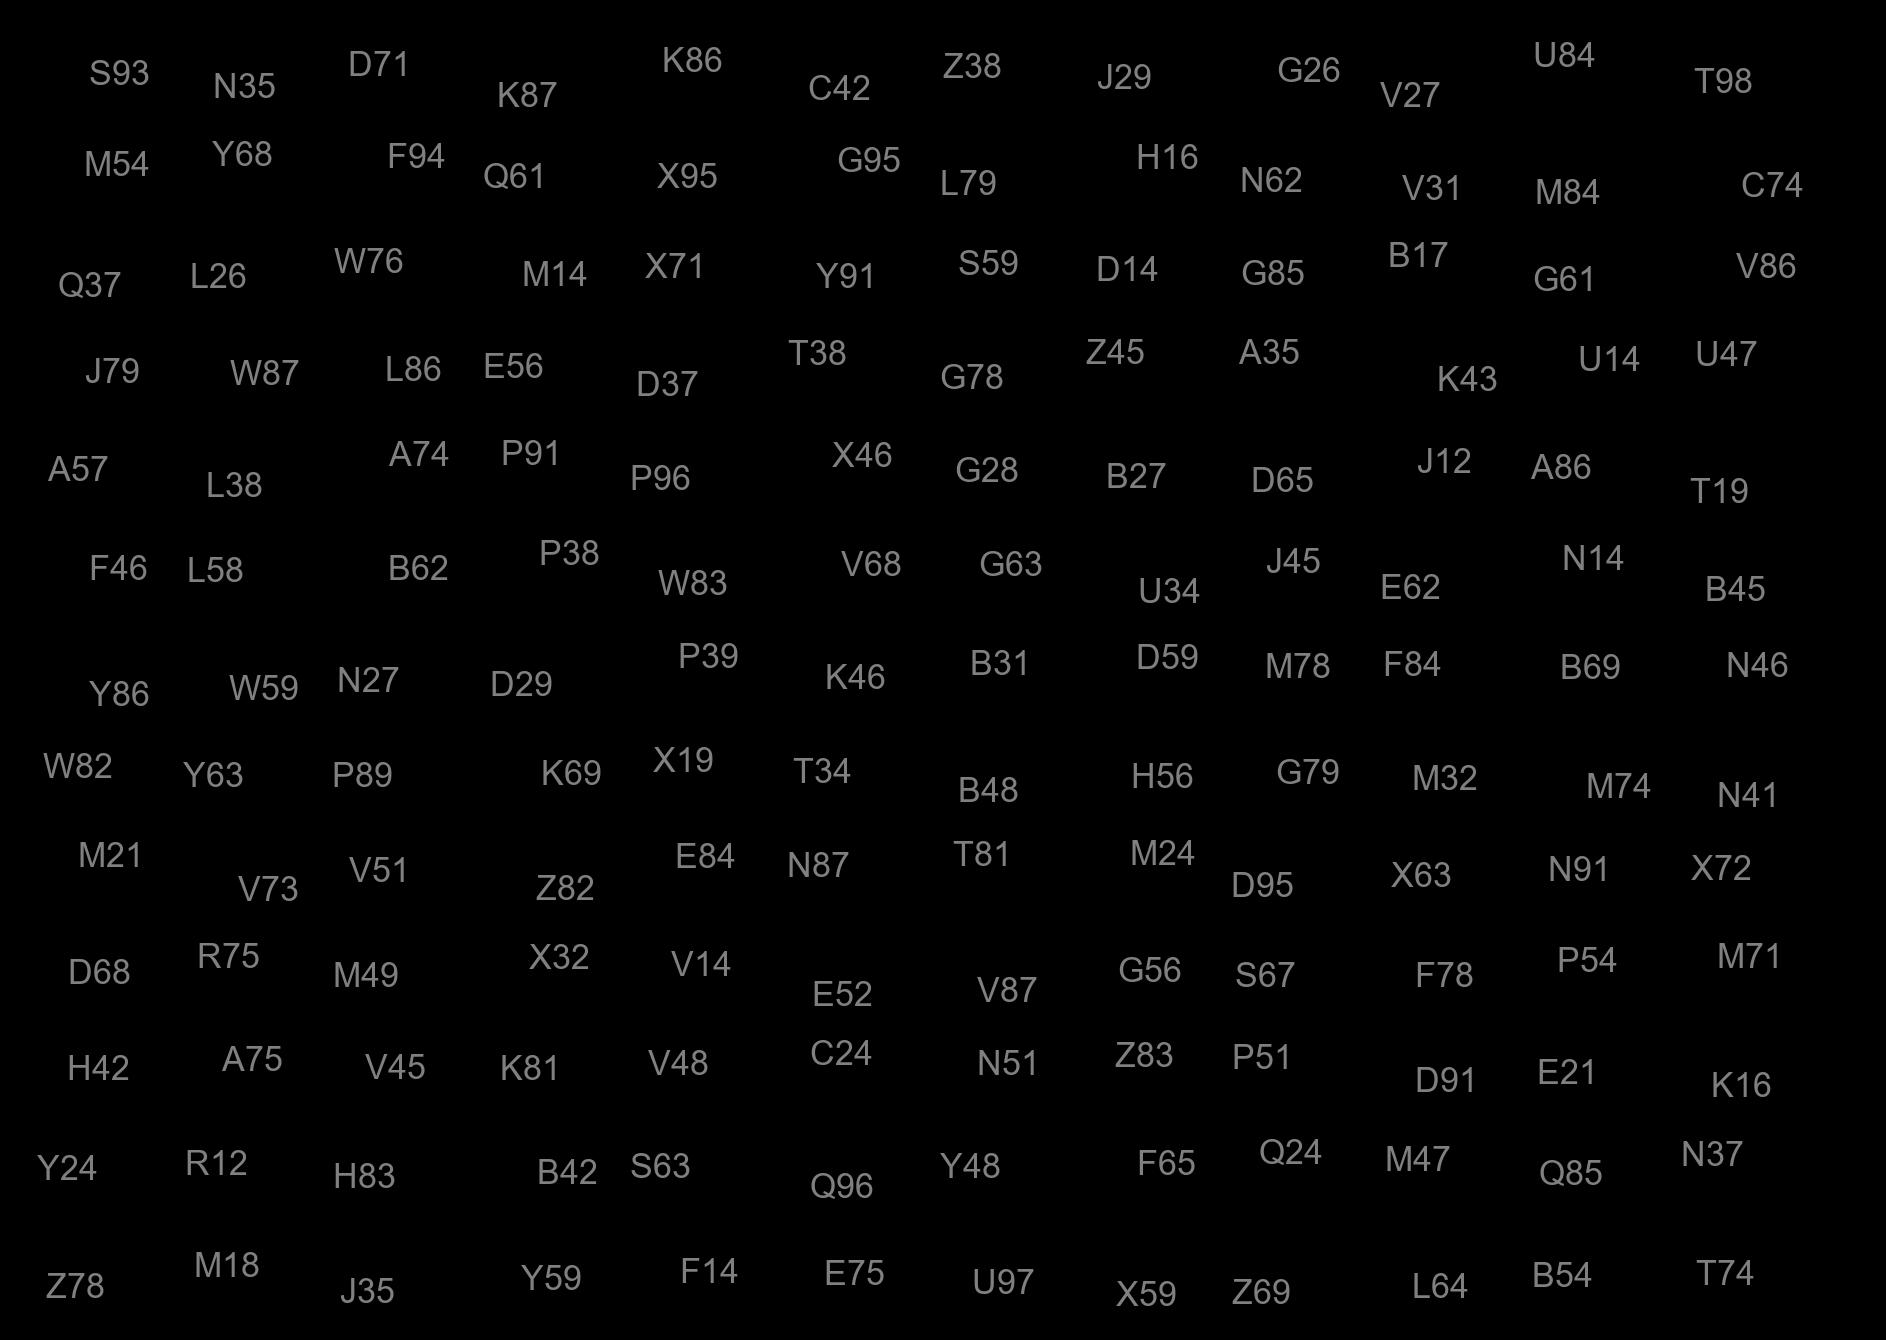 S93 N35 D71 K87 K86 C42 Z38 J29 G26 V27 U84 T98
M54 Y68 F94 Q61 X95 G95 L79 H16 N62 V31 M84 C74
Q37 L26 W76 M14 X71 Y91 S59 D14 G85 B17 G61 V86
J79 W87 L86 E56 D37 T38 G78 Z45 A35 K43 U14 U47
A57 L38 A74 P91 P96 X46 G28 B27 D65 J12 A86 T19
F46 L58 B62 P38 W83 V68 G63 U34 J45 E62 N14 B45
Y86 W59 N27 D29 P39 K46 B31 D59 M78 F84 B69 N46
W82 Y63 P89 K69 X19 T34 B48 H56 G79 M32 M74 N41
M21 V73 V51 Z82 E84 N87 T81 M24 D95 X63 N91 X72
D68 R75 M49 X32 V14 E52 V87 G56 S67 F78 P54 M71
H42 A75 V45 K81 V48 C24 N51 Z83 P51 D91 E21 K16
Y24 R12 H83 B42 S63 Q96 Y48 F65 Q24 M47 Q85 N37
Z78 M18 J35 Y59 F14 E75 U97 X59 Z69 L64 B54 T74